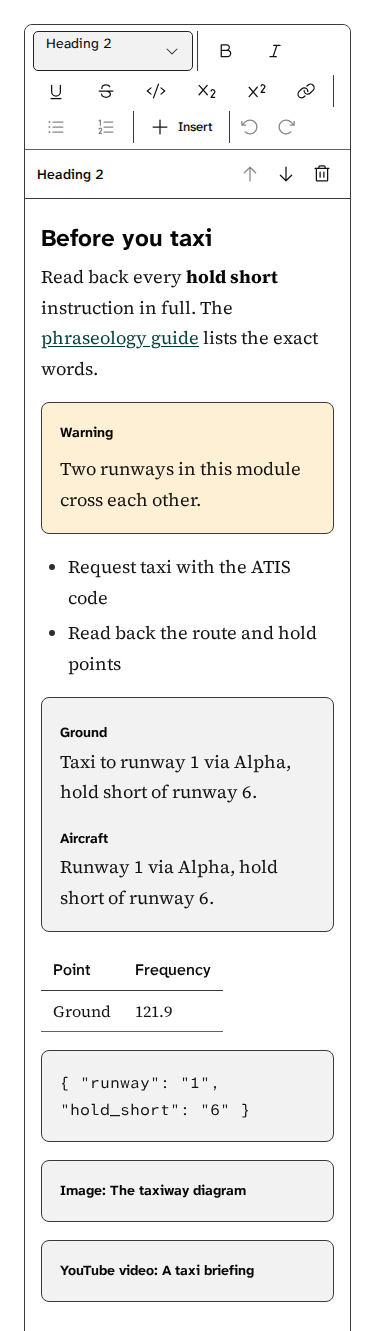 Heading 2
B I
U S </> X₂ X² 
+ Insert
Heading 2
Before you taxi
Read back every hold short
instruction in full. The
phraseology guide lists the exact
words.
Warning
Two runways in this module
cross each other.
• Request taxi with the ATIS
code
• Read back the route and hold
points
Ground
Taxi to runway 1 via Alpha,
hold short of runway 6.
Aircraft
Runway 1 via Alpha, hold
short of runway 6.
Point Frequency
Ground 121.9
{ "runway": "1",
"hold_short": "6" }
Image: The taxiway diagram
YouTube video: A taxi briefing